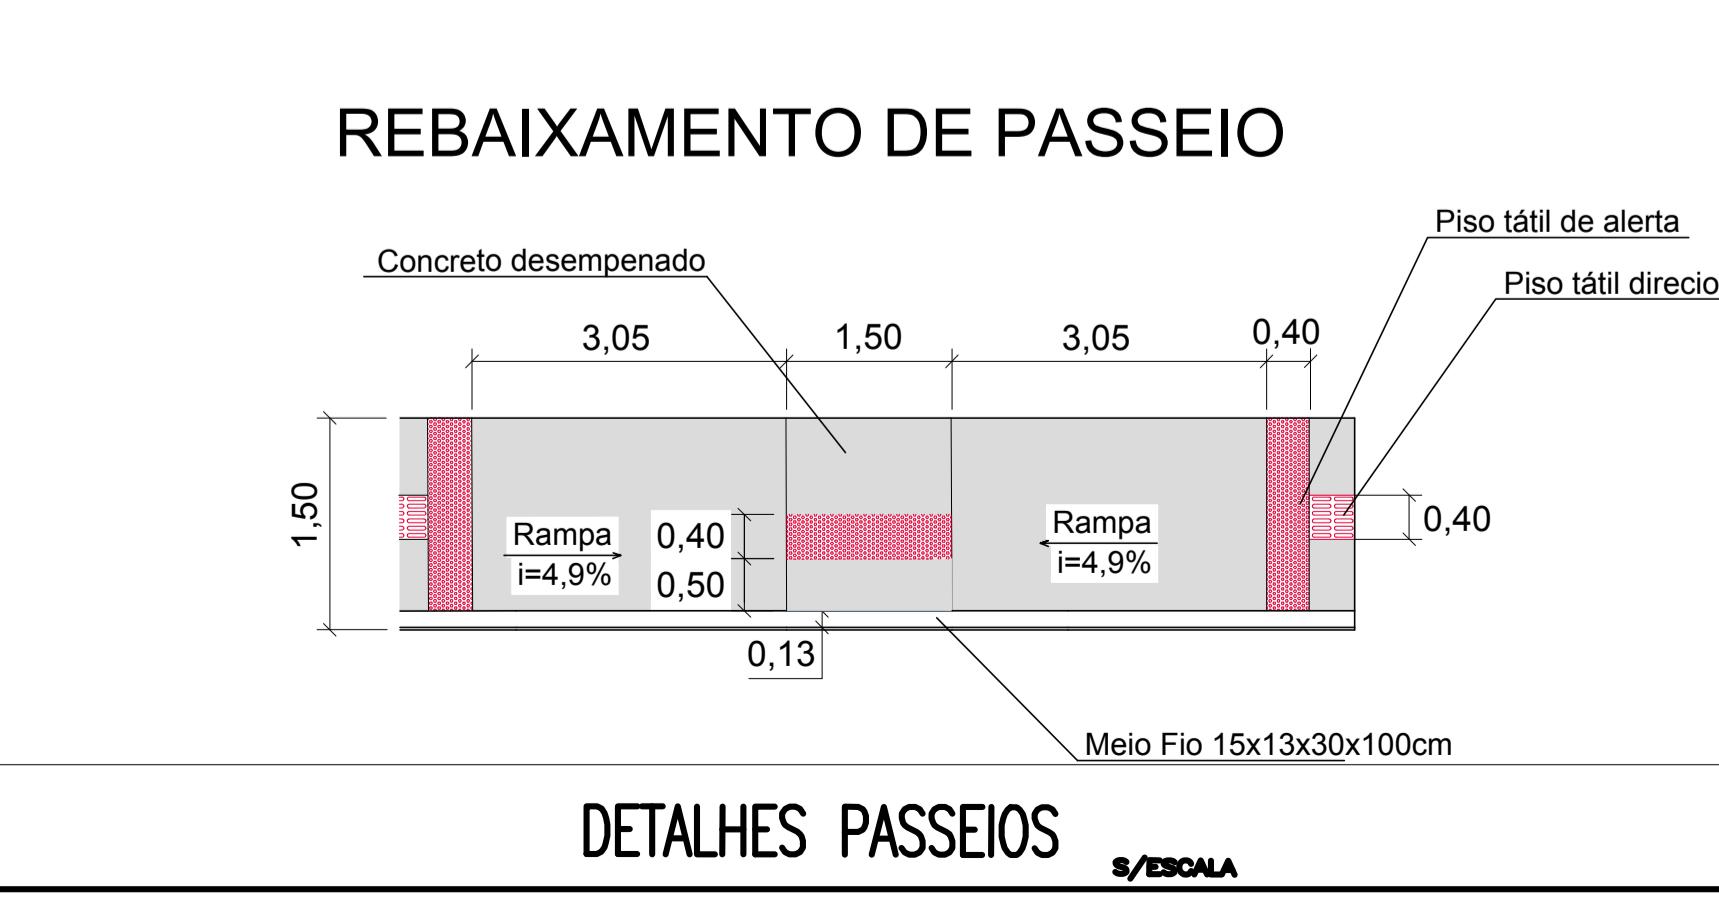 REBAIXAMENTO DE PASSEIO
Piso tátil de alerta
Concreto desempenado
Piso tátil direcio
3,05
1,50
3,05
0,40
1,50
Rampa
i=4,9%
0,40
0,50
Rampa
i=4,9%
0,40
0,13
Meio Fio 15x13x30x100cm
DETALHES PASSEIOS
S/ESCALA